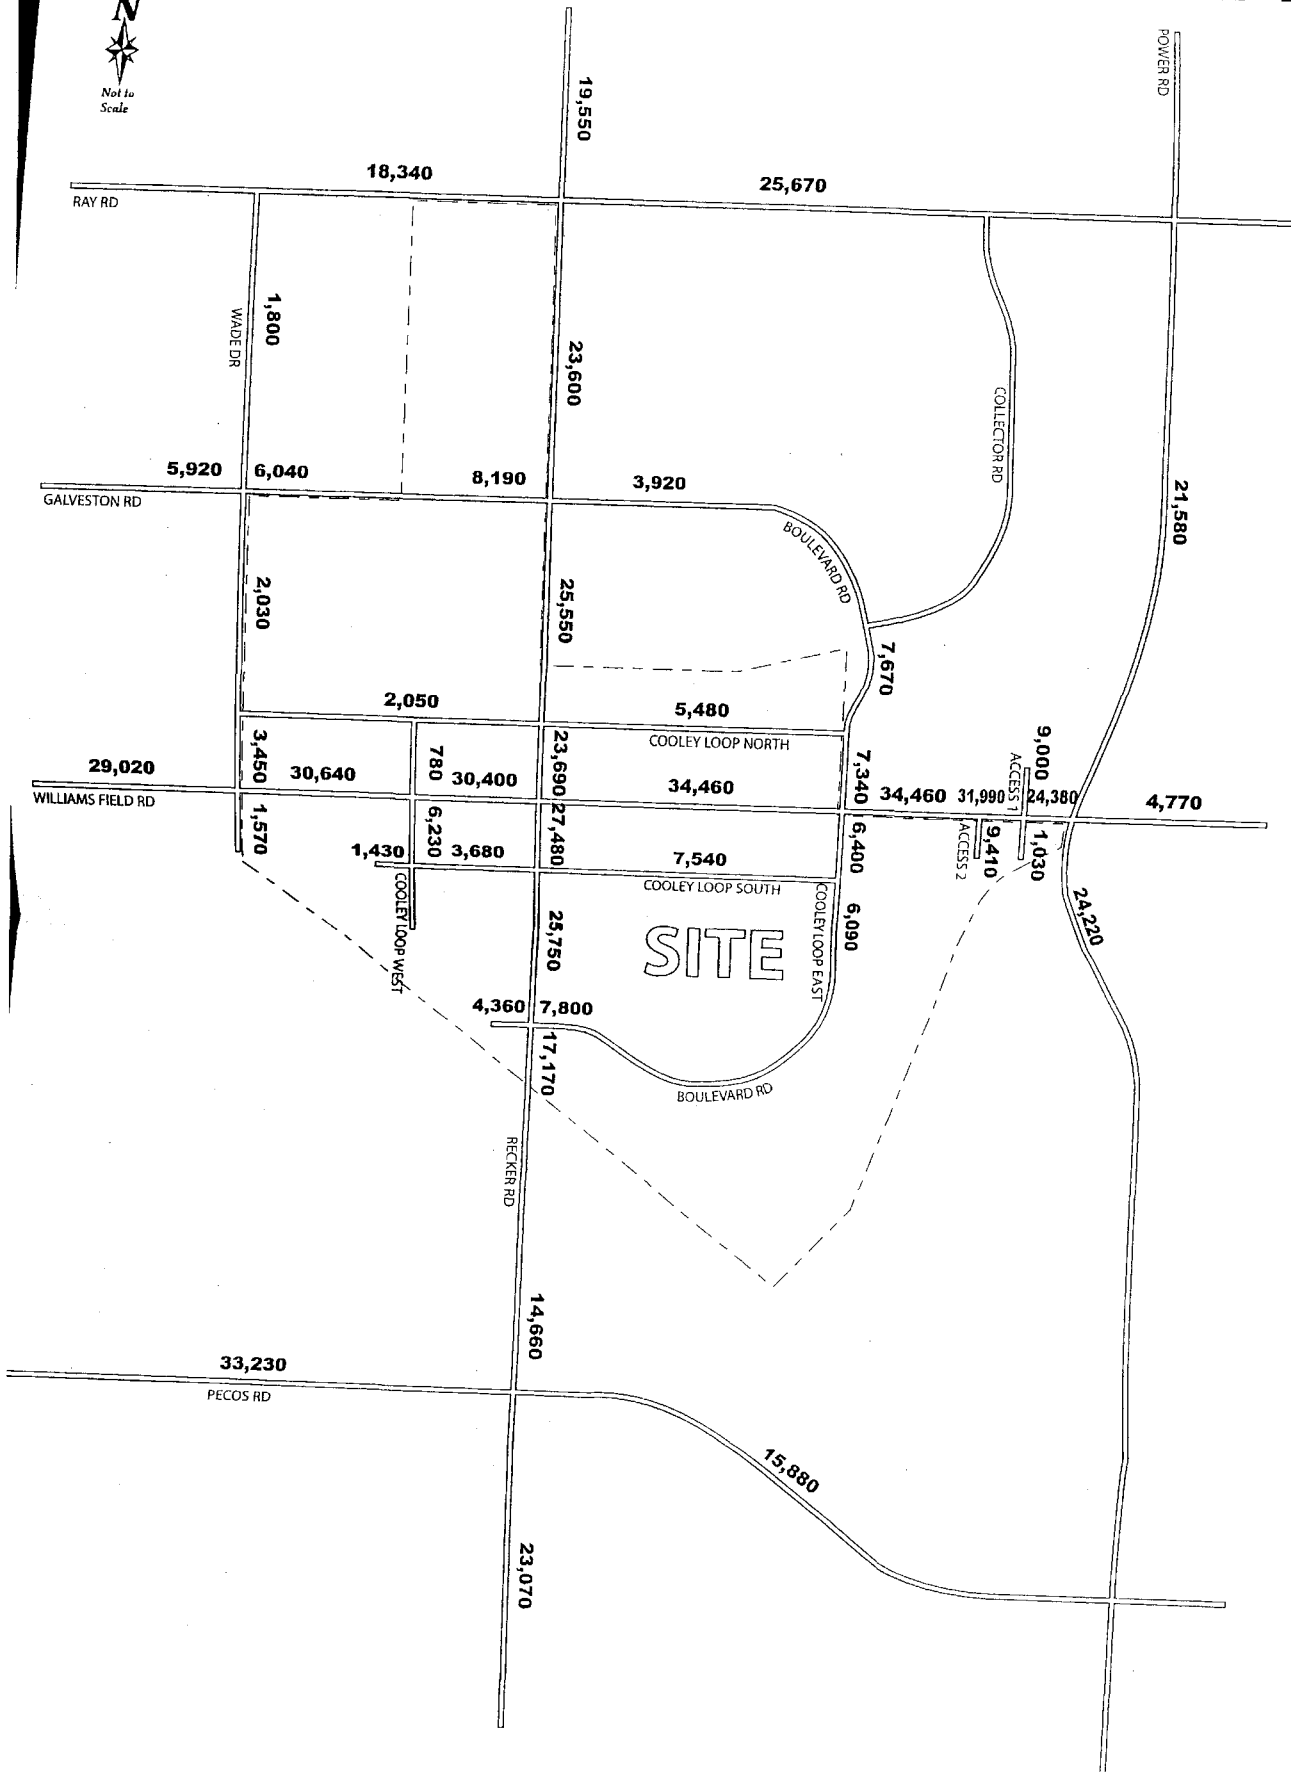 N
Not to
Scale
POWER RD
19,550
18,340
25,670
RAY RD
1,800
WADE DR
23,600
COLLECTOR RD
21,580
5,920
6,040
8,190
3,920
GALVESTON RD
BOULEVARD RD
2,030
25,550
7,670
2,050
5,480
COOLEY LOOP NORTH
9,000
ACCESS 1
3,450
780
23,690
7,340
29,020
30,640
30,400
34,460
34,460
31,990
24,380
4,770
WILLIAMS FIELD RD
1,570
6,230
27,480
6,400
ACCESS 2
9,410
1,030
1,430
3,680
7,540
COOLEY LOOP SOUTH
COOLEY LOOP WEST
25,750
SITE
COOLEY LOOP EAST
6,090
24,220
4,360
7,800
17,170
BOULEVARD RD
RECKER RD
14,660
33,230
PECOS RD
15,880
23,070